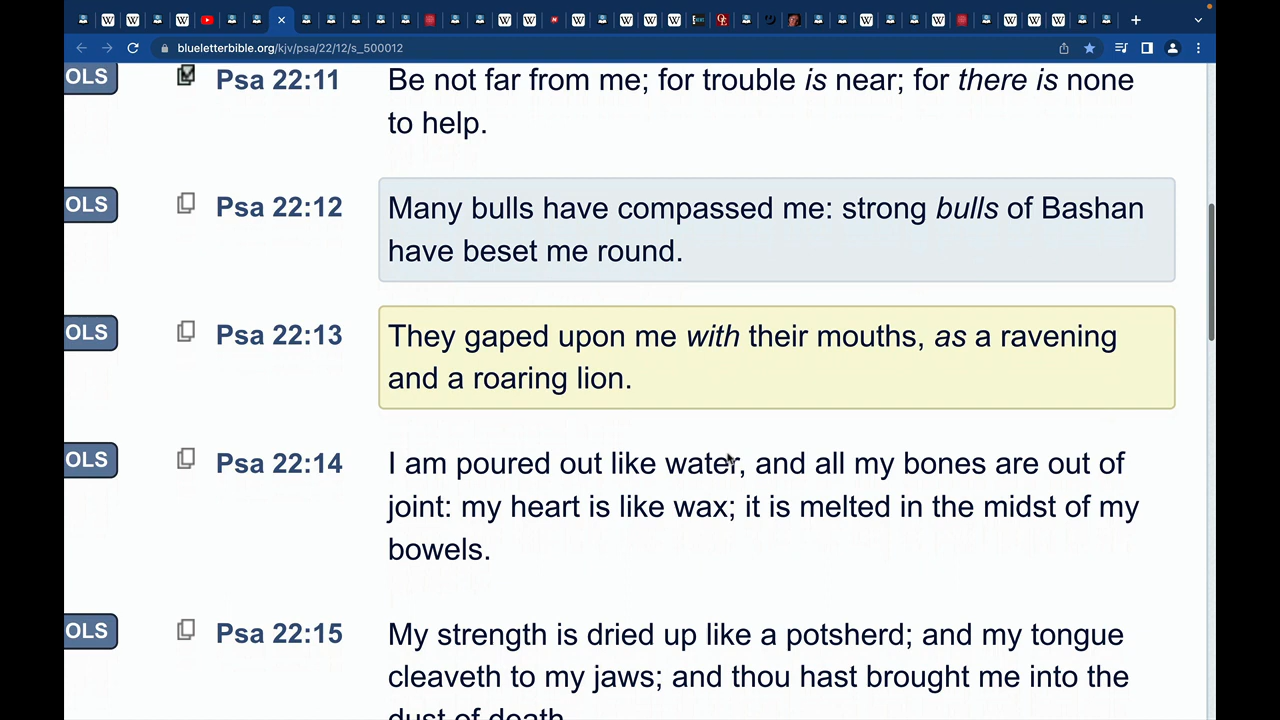 blueletterbible.org/kjv/psa/22/12/s_500012
OLS Psa 22:11 Be not far from me; for trouble is near; for there is none
to help.
OLS Psa 22:12 Many bulls have compassed me: strong bulls of Bashan
have beset me round.
OLS Psa 22:13 They gaped upon me with their mouths, as a ravening
and a roaring lion.
OLS Psa 22:14 I am poured out like water, and all my bones are out of
joint: my heart is like wax; it is melted in the midst of my
bowels.
OLS Psa 22:15 My strength is dried up like a potsherd; and my tongue
cleaveth to my jaws; and thou hast brought me into the
dust of death.